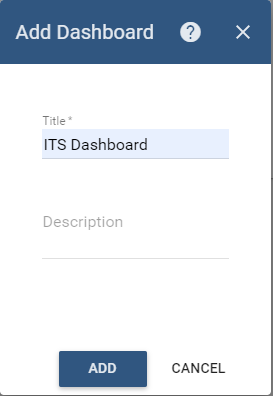 Add Dashboard ?
Title *
ITS Dashboard
Description
ADD CANCEL